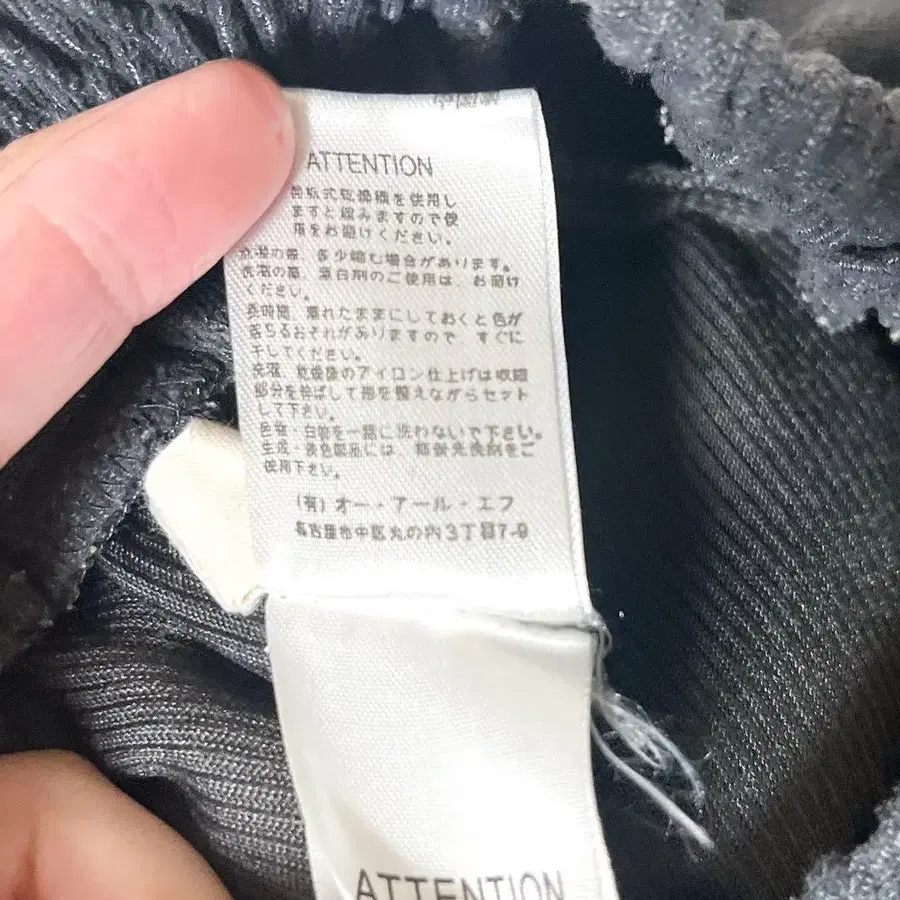 ATTENTION
回転式乾燥機を使用し
ますと縮みますので使
用をお避けください。
洗濯の際、多少縮む場合があります。
洗濯の際、漂白剤のご使用は、お避け
ください。
長時間、濡れたままにしておくと色が
落ちるおそれがありますので すぐに
干してください。
洗濯、乾燥後のアイロン仕上げは収縮
部分を伸ばして形を整えながらセット
して下さい。
色物・白物を一緒に洗わないで下さい。
生成・淡色製品には、
使用下さい。
(有) オー・アール・エフ
名古屋市中区丸の内3丁目7-9
ATTENTION